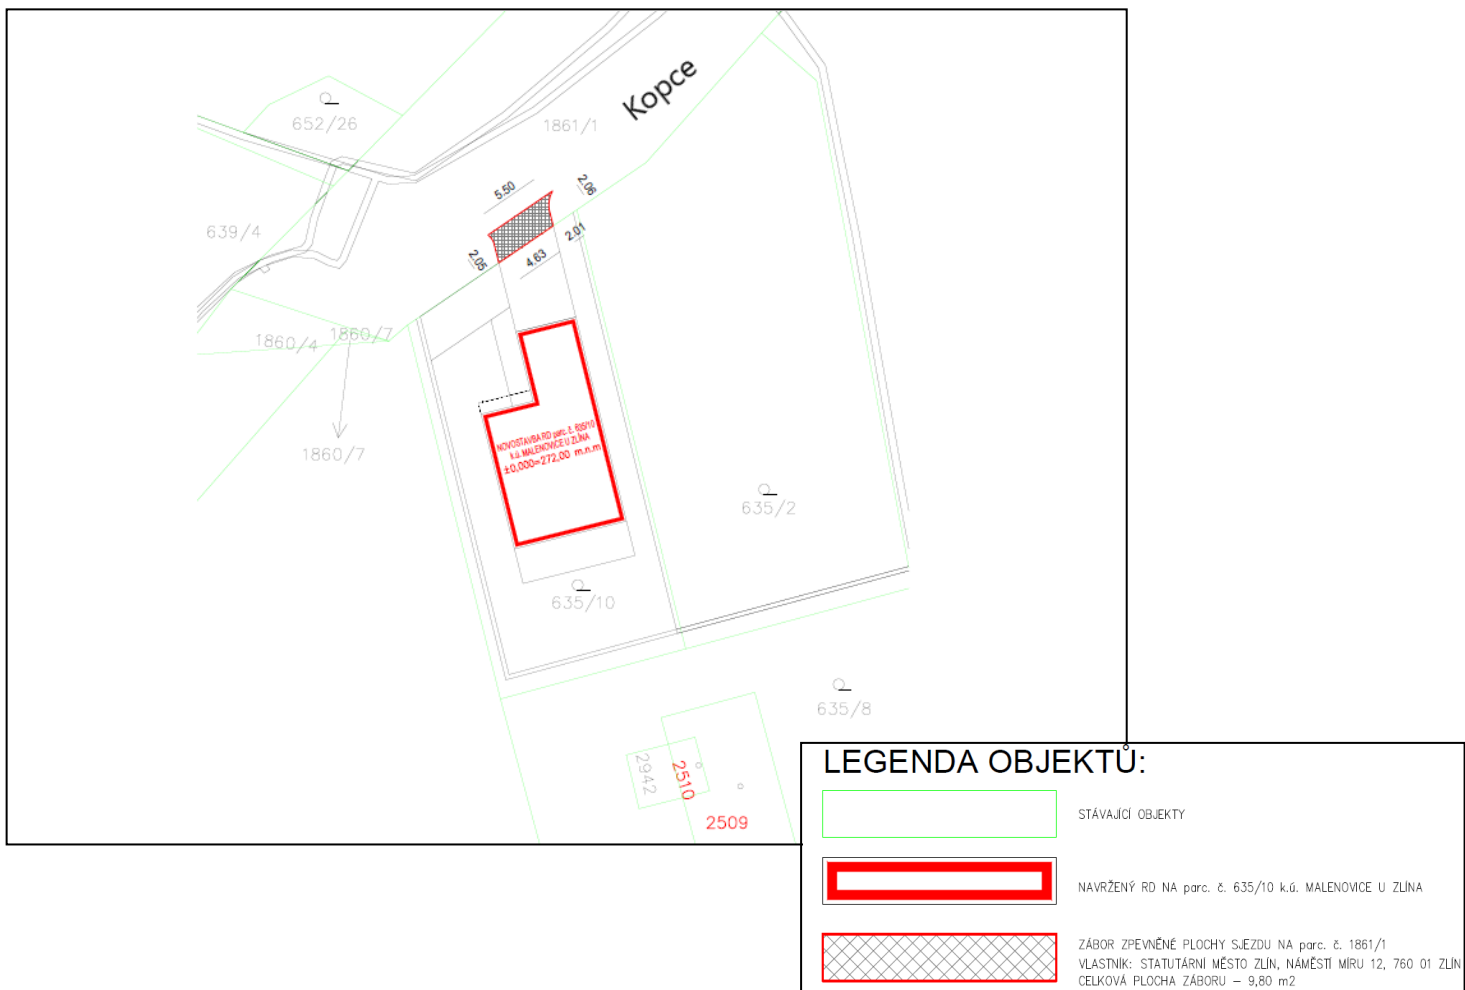 Kopce
652/26
1861/1
5.50
2.06
639/4
2.01
2.05
4.63
1860/4
1860/7
1860/7
NOVOSTAVBA RD parc. č. 635/10
k.ú. MALENOVICE U ZLÍNA
±0,000=272,00 m.n.m
635/2
635/10
635/8
2942
2510
2509
LEGENDA OBJEKTŮ:
STÁVAJÍCÍ OBJEKTY
NAVRŽENÝ RD NA parc. č. 635/10 k.ú. MALENOVICE U ZLÍNA
ZÁBOR ZPEVNĚNÉ PLOCHY SJEZDU NA parc. č. 1861/1
VLASTNÍK: STATUTÁRNÍ MĚSTO ZLÍN, NÁMĚSTÍ MÍRU 12, 760 01 ZLÍN
CELKOVÁ PLOCHA ZÁBORU – 9,80 m2